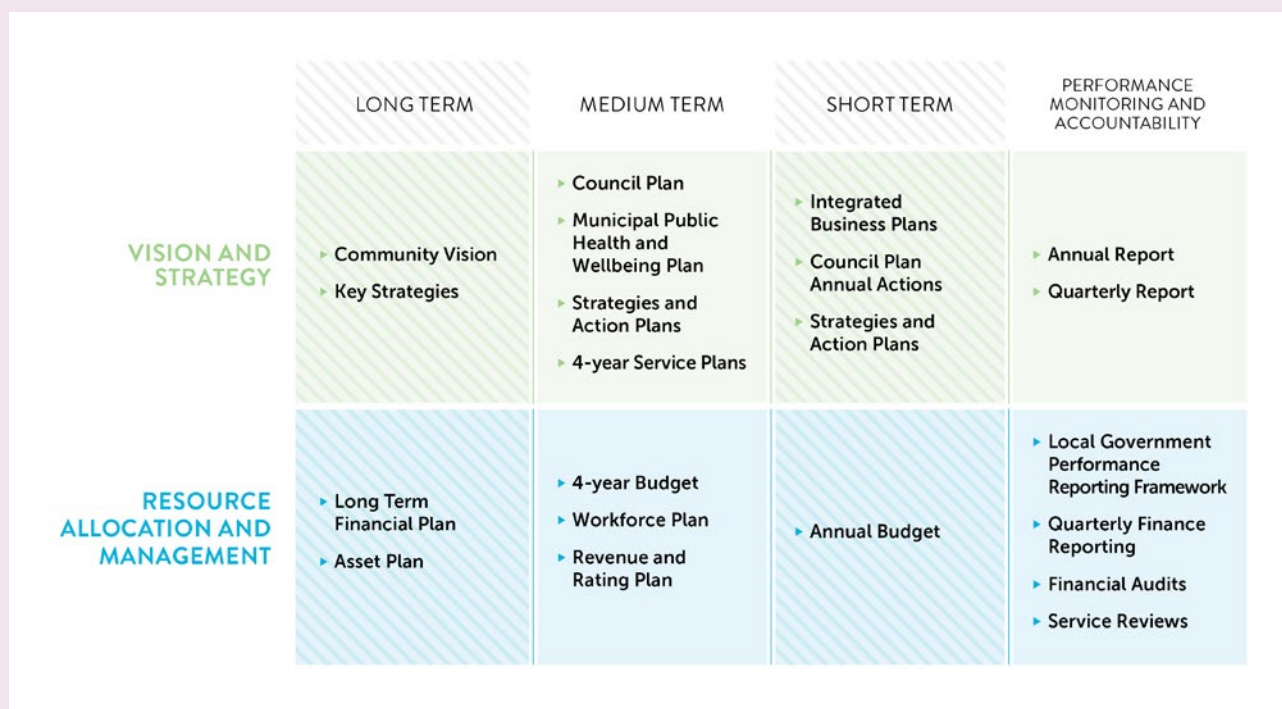 LONG TERM
MEDIUM TERM
SHORT TERM
PERFORMANCE
MONITORING AND
ACCOUNTABILITY
VISION AND
STRATEGY
Community Vision
Key Strategies
Council Plan
Municipal Public
Health and
Wellbeing Plan
Strategies and
Action Plans
4-year Service Plans
Integrated
Business Plans
Council Plan
Annual Actions
Strategies and
Action Plans
Annual Report
Quarterly Report
RESOURCE
ALLOCATION AND
MANAGEMENT
Long Term
Financial Plan
Asset Plan
4-year Budget
Workforce Plan
Revenue and
Rating Plan
Annual Budget
Local Government
Performance
Reporting Framework
Quarterly Finance
Reporting
Financial Audits
Service Reviews